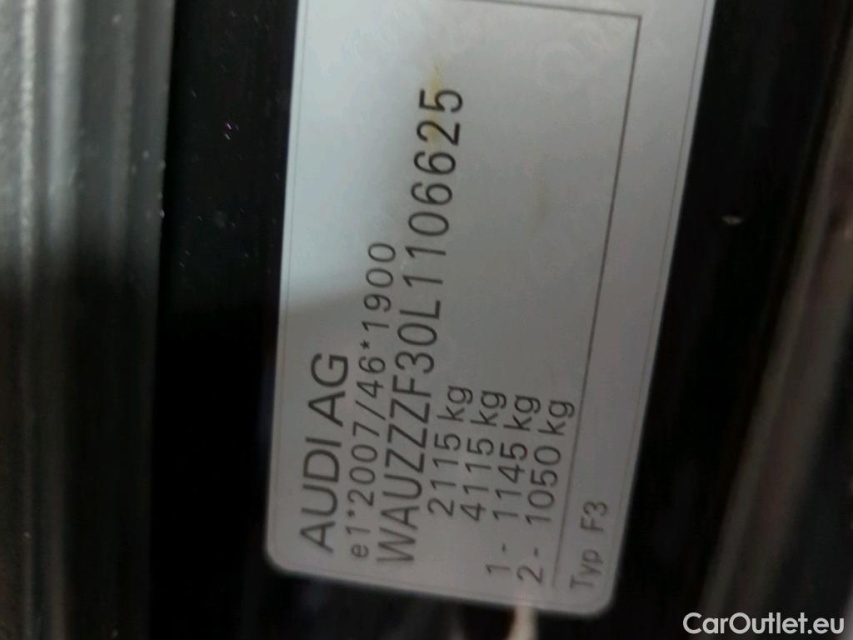 AUDI AG
e1*2007/46*1900
WAUZZZF30L1106625
2115 kg
4115 kg
1- 1145 kg
2- 1050 kg
Typ F3
CarOutlet.eu